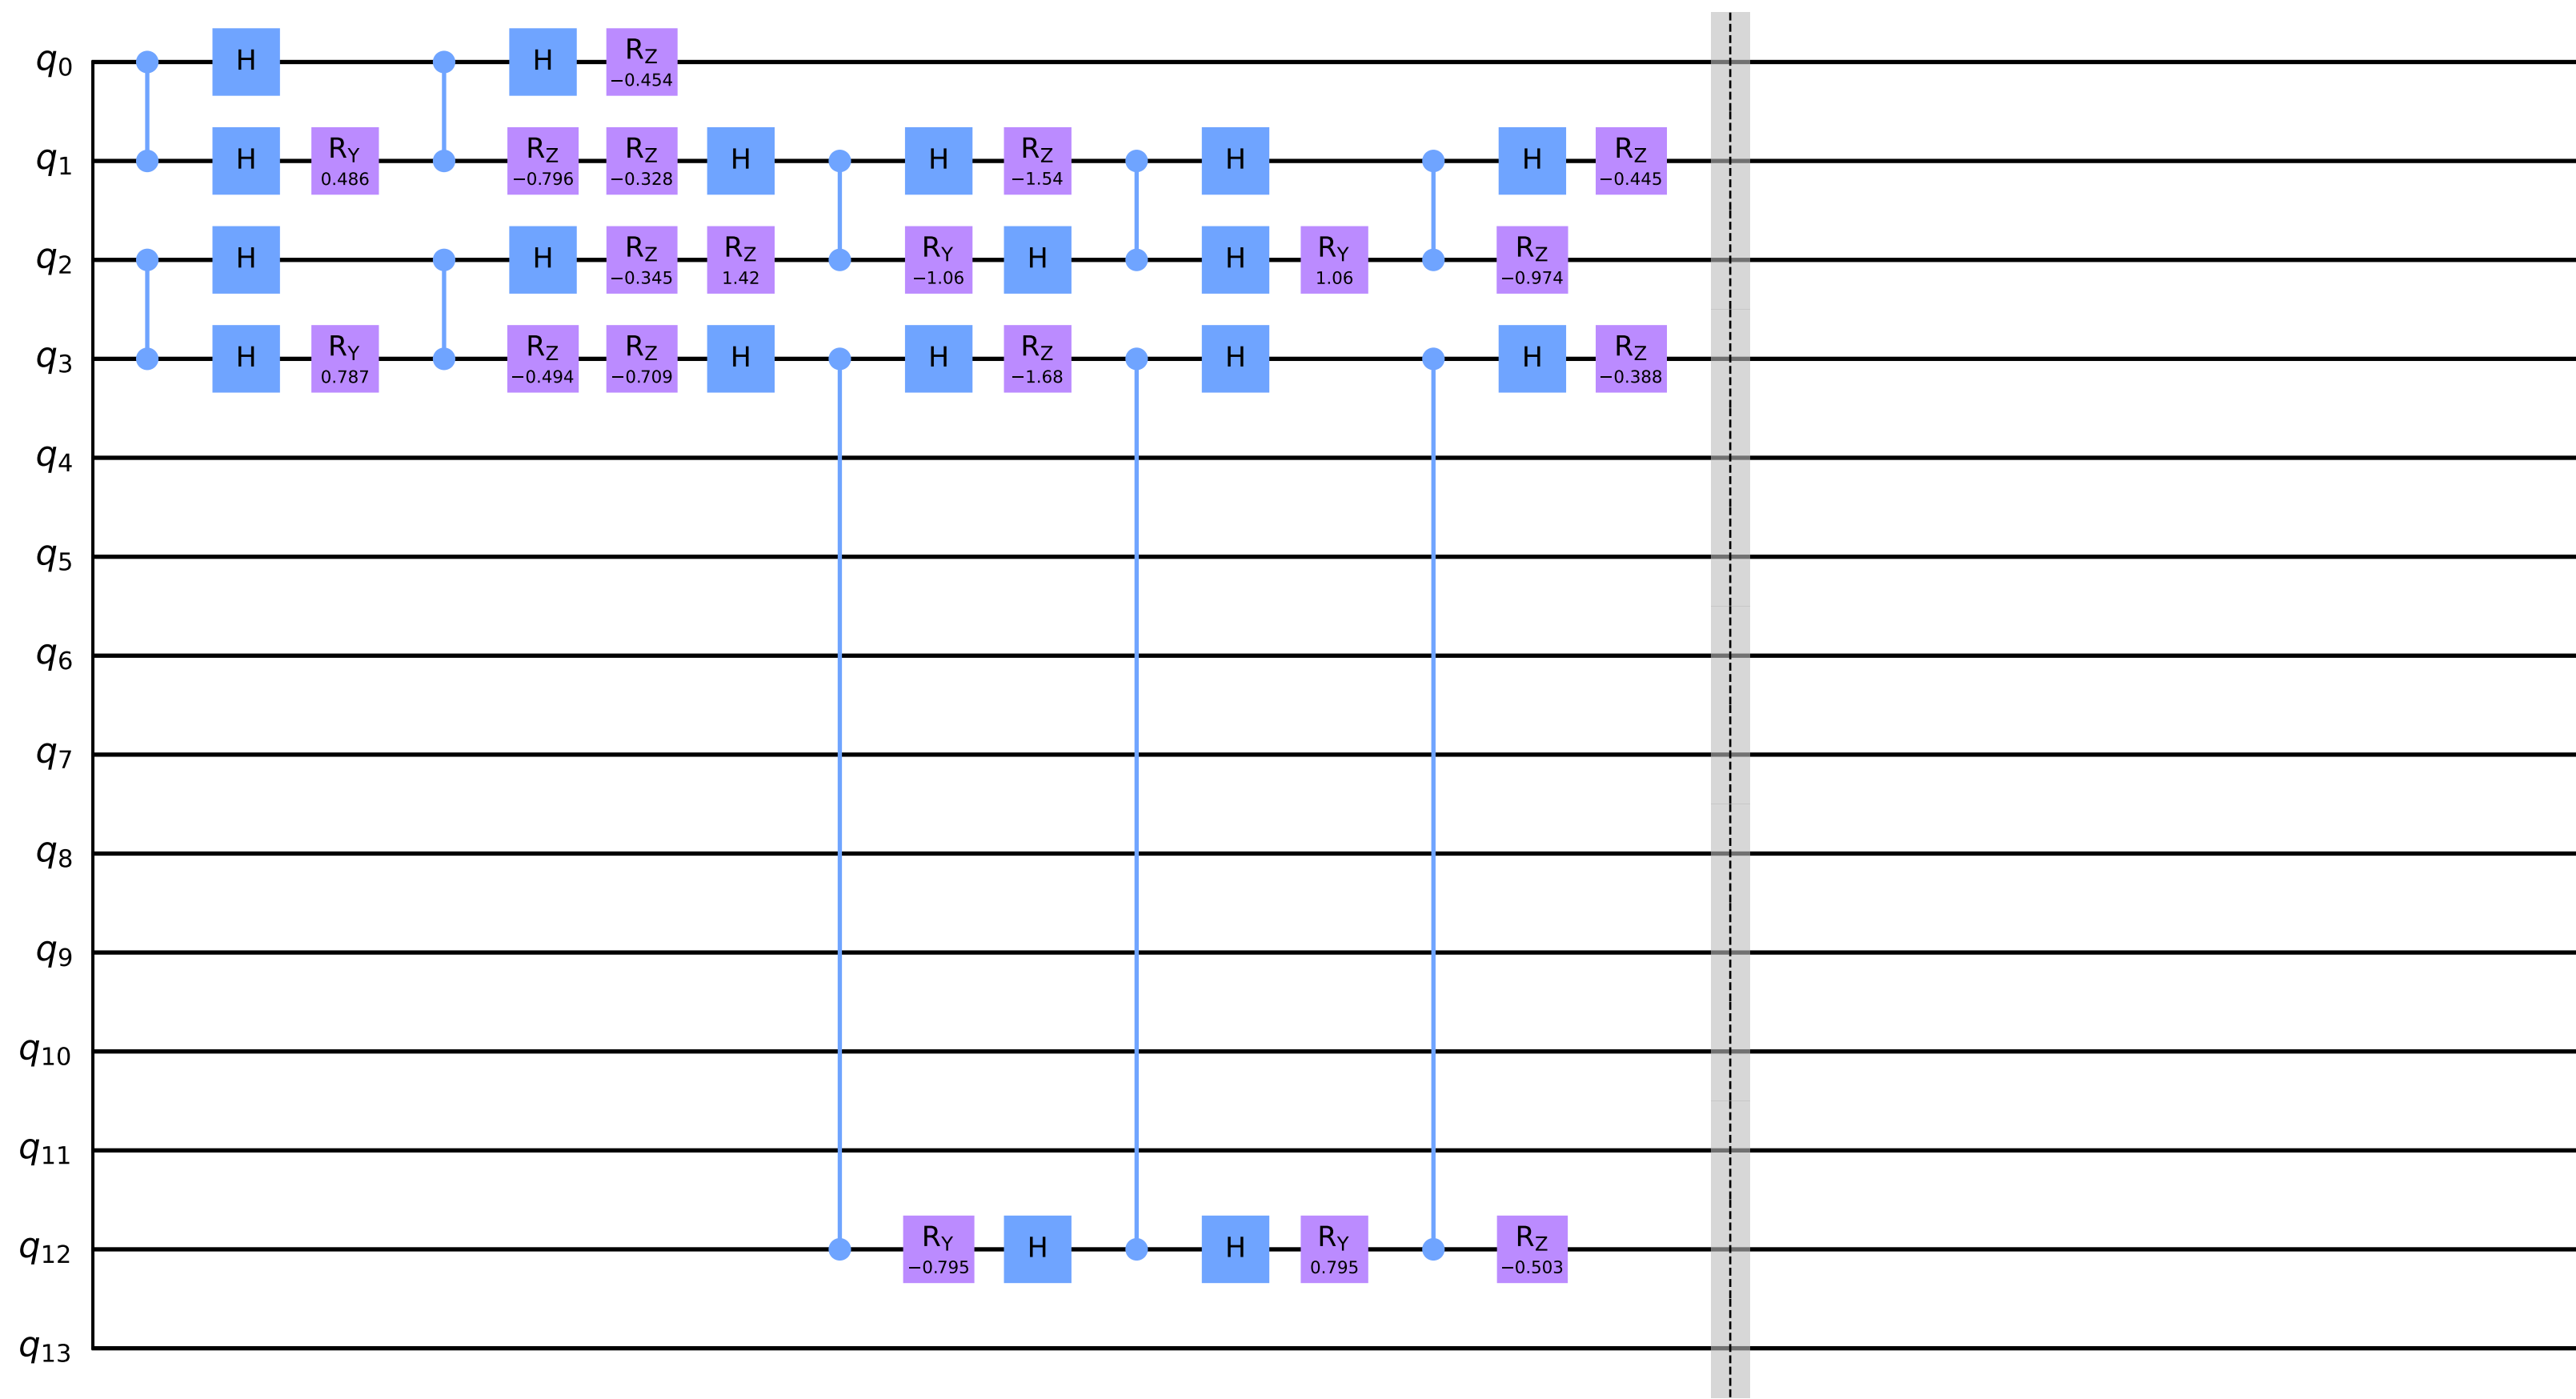 q0 H H RZ −0.454
q1 H RY 0.486 RZ −0.796 RZ −0.328 H H RZ −1.54 H H RZ −0.445
q2 H H RZ −0.345 RZ 1.42 RY −1.06 H H RY 1.06 RZ −0.974
q3 H RY 0.787 RZ −0.494 RZ −0.709 H H RZ −1.68 H H RZ −0.388
q4
q5
q6
q7
q8
q9
q10
q11
q12 RY −0.795 H H RY 0.795 RZ −0.503
q13